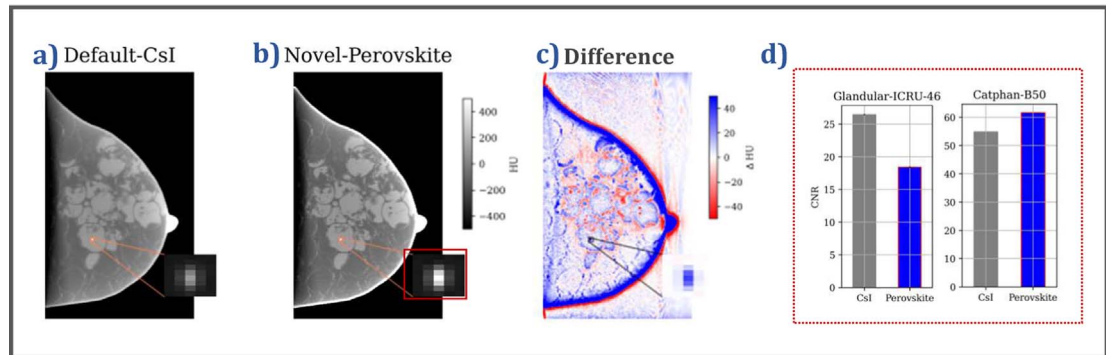 a) Default-CsI
b) Novel-Perovskite
c) Difference
d)
400
200
0
−200
−400
HU
40
20
0
−20
−40
Δ HU
Glandular-ICRU-46
25
20
15
10
5
0
CNR
CsI Perovskite
Catphan-B50
60
50
40
30
20
10
0
CsI Perovskite